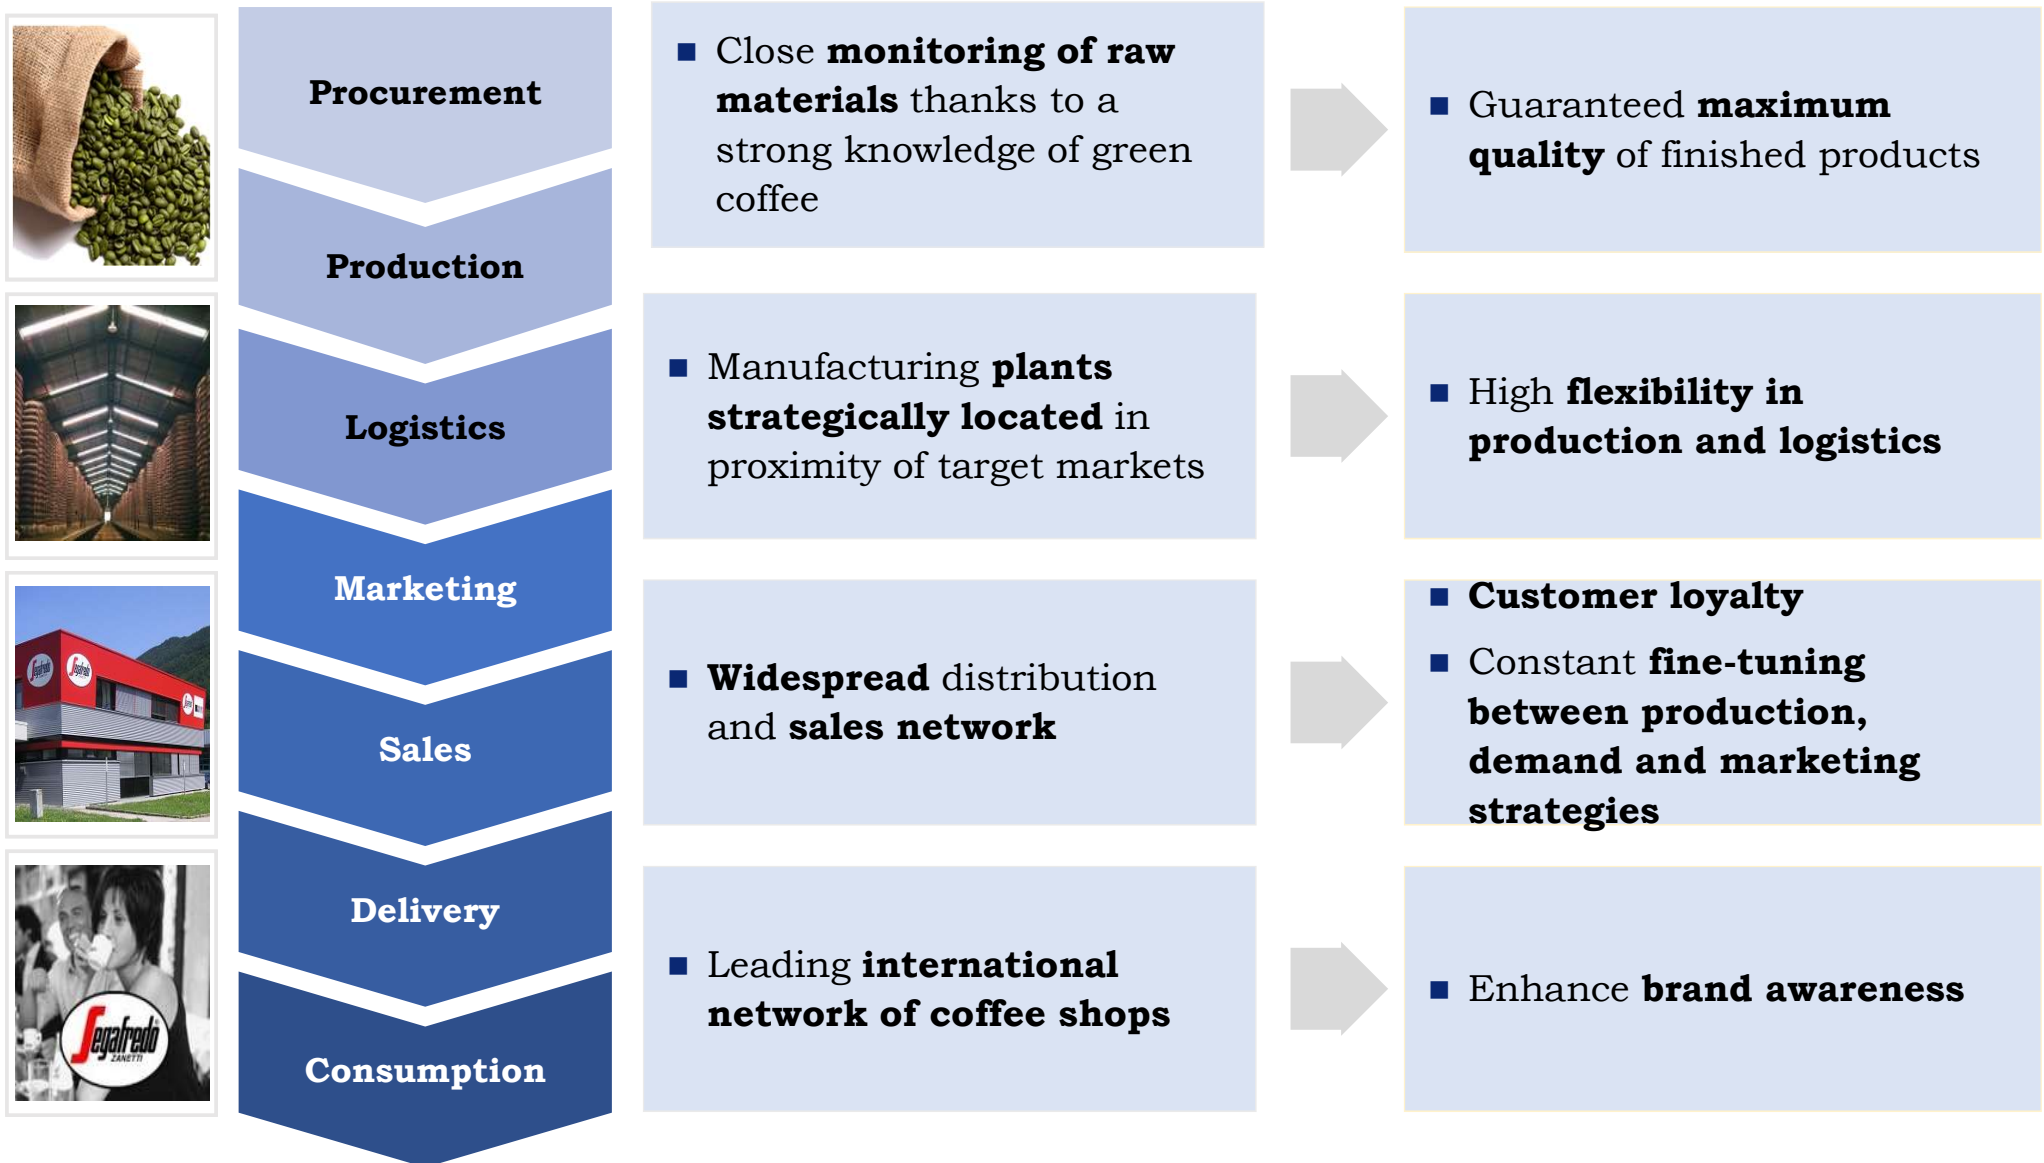 Procurement
Production
Logistics
Marketing
Sales
Delivery
Consumption
Close monitoring of raw
materials thanks to a
strong knowledge of green
coffee
Guaranteed maximum
quality of finished products
Manufacturing plants
strategically located in
proximity of target markets
High flexibility in
production and logistics
Widespread distribution
and sales network
Customer loyalty
Constant fine-tuning
between production,
demand and marketing
strategies
Leading international
network of coffee shops
Enhance brand awareness
Segafredo
Segafredo
Segafredo
ZANETTI